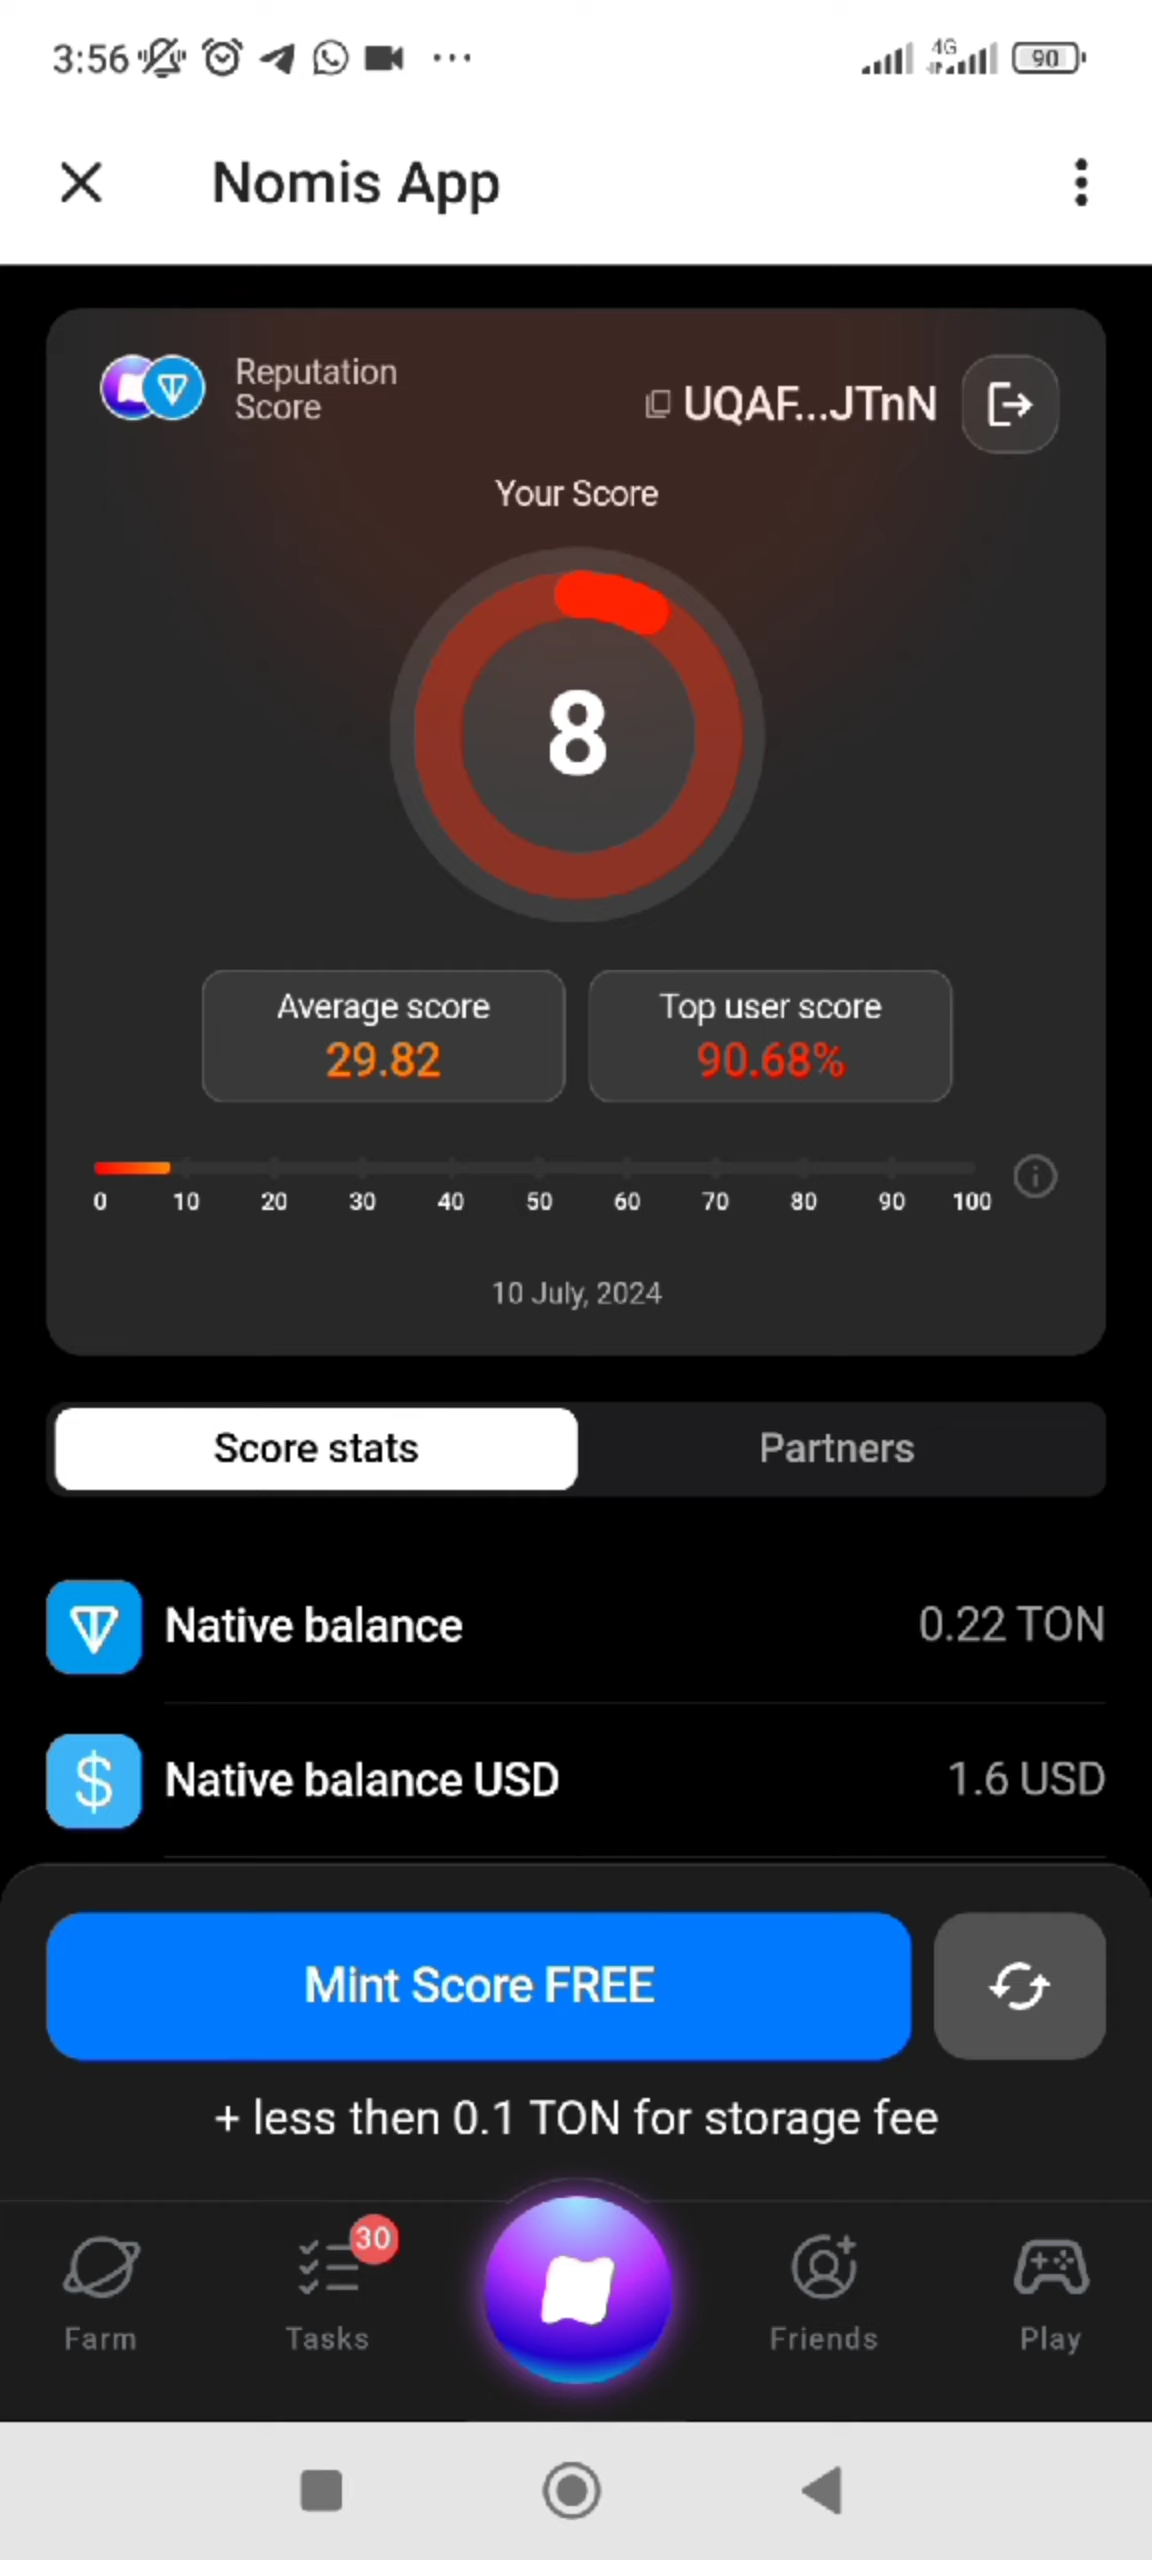 3:56
4G
90
Nomis App
Reputation
Score
UQAF...JTnN
Your Score
8
Average score
29.82
Top user score
90.68%
0 10 20 30 40 50 60 70 80 90 100
10 July, 2024
Score stats
Partners
Native balance
0.22 TON
Native balance USD
1.6 USD
Mint Score FREE
+ less then 0.1 TON for storage fee
30
Farm
Tasks
Friends
Play